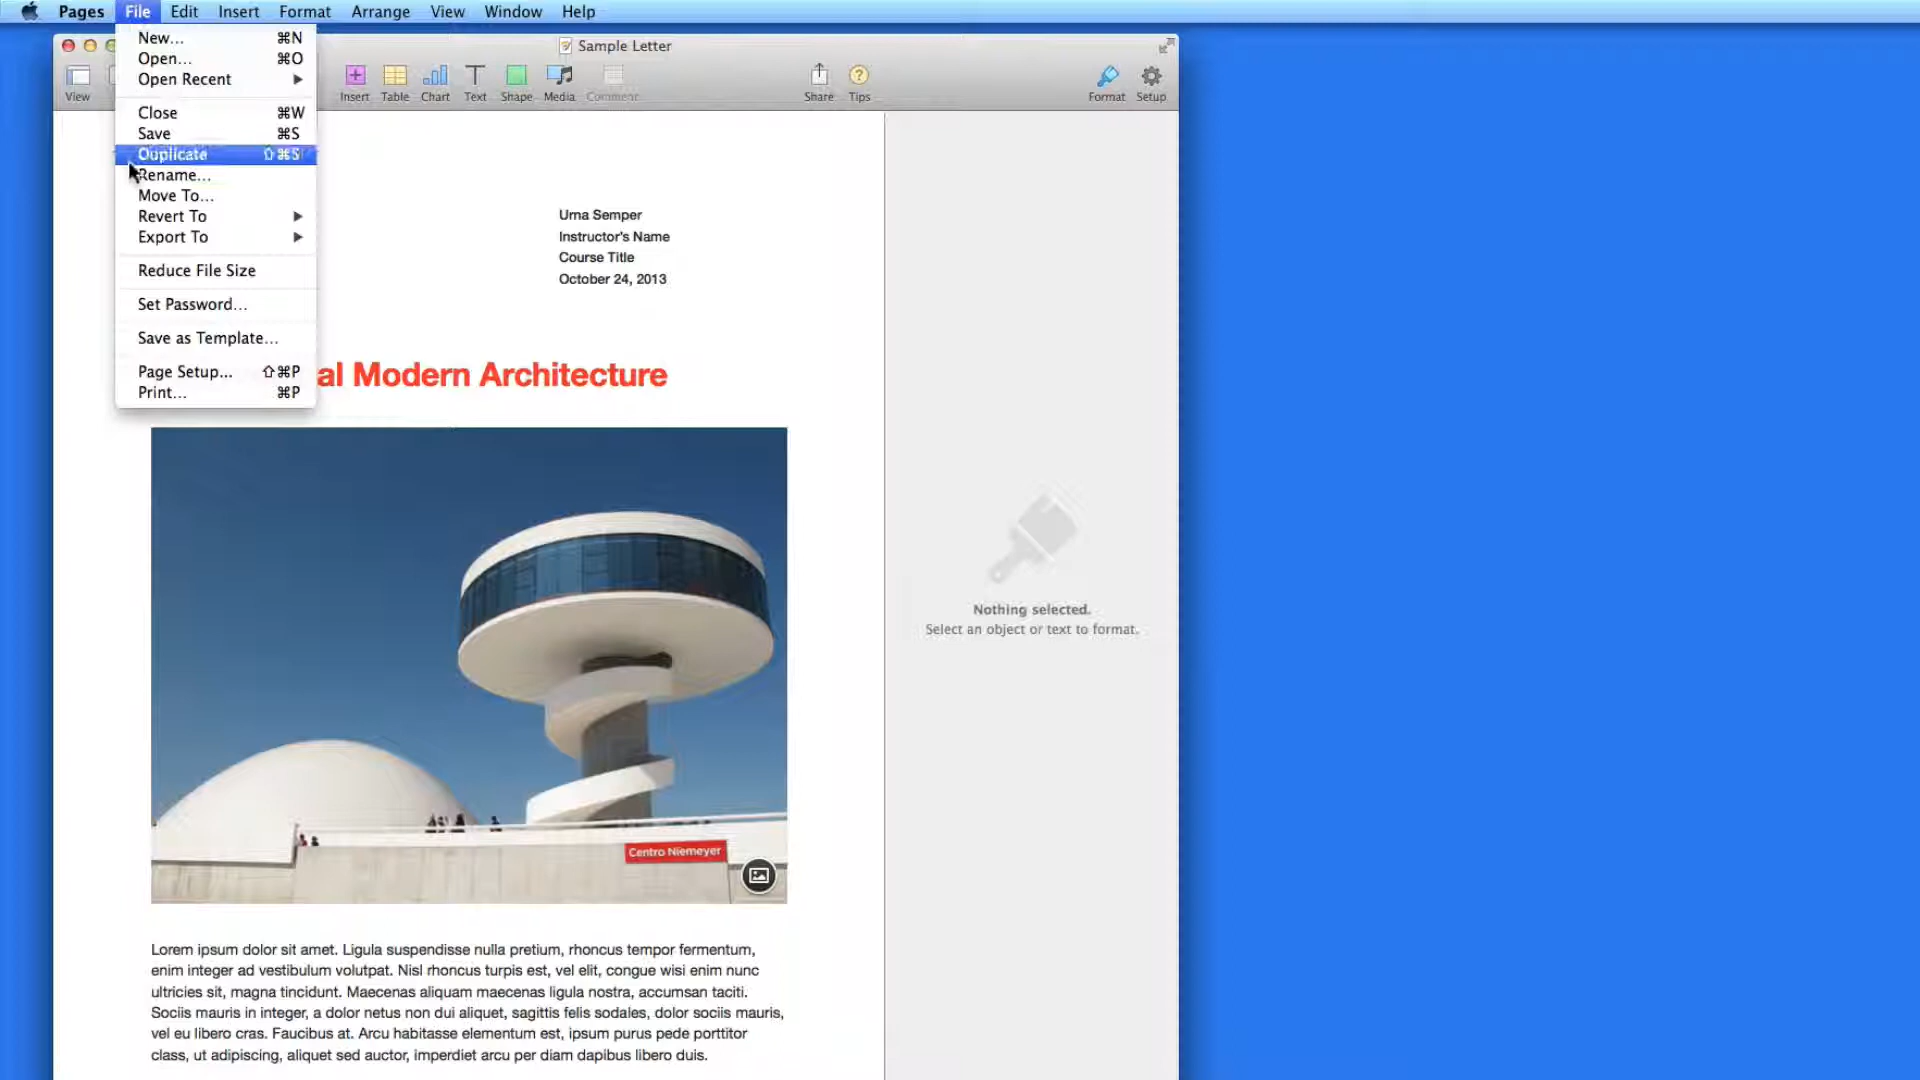 Pages File Edit Insert Format Arrange View Window Help
New... ⌘N
Open... ⌘O
Open Recent
Close ⌘W
Save ⌘S
Duplicate ⇧⌘S
Rename...
Move To...
Revert To
Export To
Reduce File Size
Set Password...
Save as Template...
Page Setup... ⇧⌘P
Print... ⌘P
Sample Letter
View Insert Table Chart Text Shape Media Comment Share Tips Format Setup
Urna Semper
Instructor's Name
Course Title
October 24, 2013
al Modern Architecture
Centro Niemeyer
Lorem ipsum dolor sit amet. Ligula suspendisse nulla pretium, rhoncus tempor fermentum,
enim integer ad vestibulum volutpat. Nisl rhoncus turpis est, vel elit, congue wisi enim nunc
ultricies sit, magna tincidunt. Maecenas aliquam maecenas ligula nostra, accumsan taciti.
Sociis mauris in integer, a dolor netus non dui aliquet, sagittis felis sodales, dolor sociis mauris,
vel eu libero cras. Faucibus at. Arcu habitasse elementum est, ipsum purus pede porttitor
class, ut adipiscing, aliquet sed auctor, imperdiet arcu per diam dapibus libero duis.
Nothing selected.
Select an object or text to format.